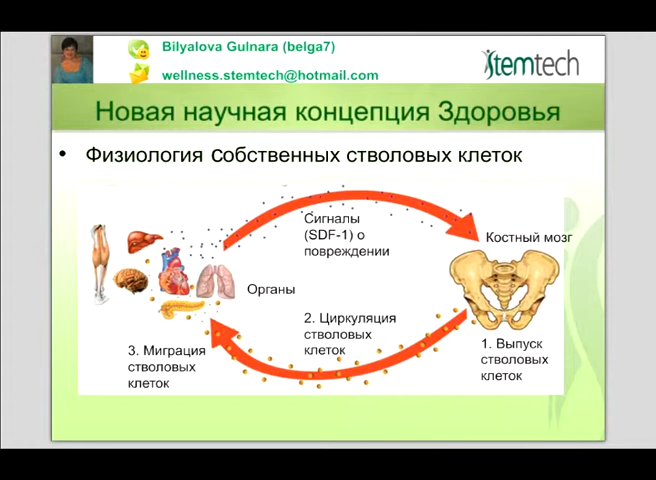 Bilyalova Gulnara (belga7)
wellness.stemtech@hotmail.com
Stemtech
Новая научная концепция Здоровья
• Физиология собственных стволовых клеток
Сигналы
(SDF-1) о
повреждении
Костный мозг
Органы
2. Циркуляция
стволовых
клеток
1. Выпуск
стволовых
клеток
3. Миграция
стволовых
клеток